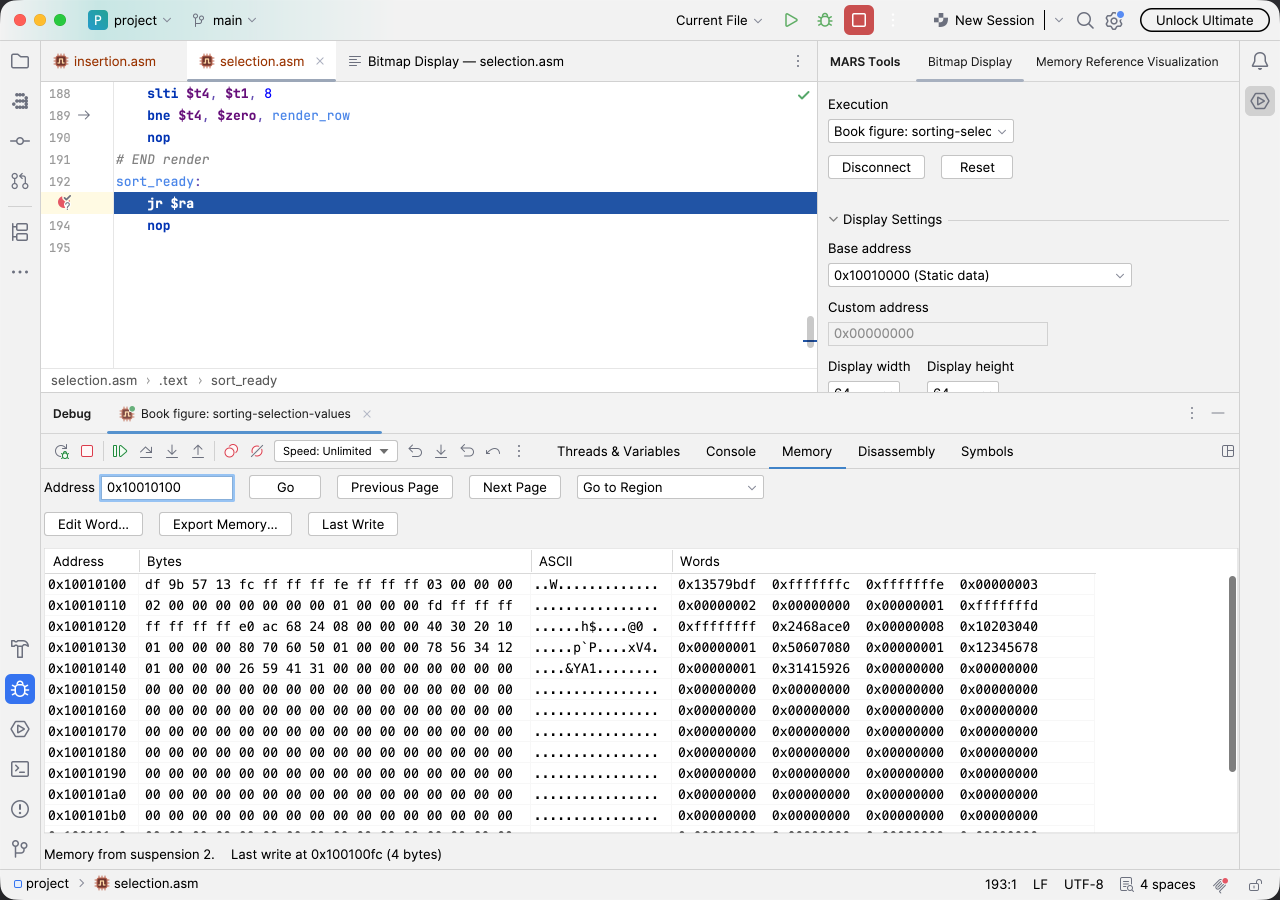 P project main Current File New Session Unlock Ultimate
insertion.asm selection.asm Bitmap Display — selection.asm
188 slti $t4, $t1, 8
189 bne $t4, $zero, render_row
190 nop
191 # END render
192 sort_ready:
jr $ra
194 nop
195
selection.asm › .text › sort_ready
MARS Tools Bitmap Display Memory Reference Visualization
Execution
Book figure: sorting-selec
Disconnect Reset
Display Settings
Base address
0x10010000 (Static data)
Custom address
0x00000000
Display width Display height
64 64
Debug Book figure: sorting-selection-values
Speed: Unlimited Threads & Variables Console Memory Disassembly Symbols
Address 0x10010100 Go Previous Page Next Page Go to Region
Edit Word... Export Memory... Last Write
Address Bytes ASCII Words
0x10010100 df 9b 57 13 fc ff ff ff fe ff ff ff 03 00 00 00 ..W............. 0x13579bdf 0xfffffffc 0xfffffffe 0x00000003
0x10010110 02 00 00 00 00 00 00 00 01 00 00 00 fd ff ff ff ................ 0x00000002 0x00000000 0x00000001 0xfffffffd
0x10010120 ff ff ff ff e0 ac 68 24 08 00 00 00 40 30 20 10 ......h$....@0 . 0xffffffff 0x2468ace0 0x00000008 0x10203040
0x10010130 01 00 00 00 80 70 60 50 01 00 00 00 78 56 34 12 .....p`P....xV4. 0x00000001 0x50607080 0x00000001 0x12345678
0x10010140 01 00 00 00 26 59 41 31 00 00 00 00 00 00 00 00 ....&YA1........ 0x00000001 0x31415926 0x00000000 0x00000000
0x10010150 00 00 00 00 00 00 00 00 00 00 00 00 00 00 00 00 ................ 0x00000000 0x00000000 0x00000000 0x00000000
0x10010160 00 00 00 00 00 00 00 00 00 00 00 00 00 00 00 00 ................ 0x00000000 0x00000000 0x00000000 0x00000000
0x10010170 00 00 00 00 00 00 00 00 00 00 00 00 00 00 00 00 ................ 0x00000000 0x00000000 0x00000000 0x00000000
0x10010180 00 00 00 00 00 00 00 00 00 00 00 00 00 00 00 00 ................ 0x00000000 0x00000000 0x00000000 0x00000000
0x10010190 00 00 00 00 00 00 00 00 00 00 00 00 00 00 00 00 ................ 0x00000000 0x00000000 0x00000000 0x00000000
0x100101a0 00 00 00 00 00 00 00 00 00 00 00 00 00 00 00 00 ................ 0x00000000 0x00000000 0x00000000 0x00000000
0x100101b0 00 00 00 00 00 00 00 00 00 00 00 00 00 00 00 00 ................ 0x00000000 0x00000000 0x00000000 0x00000000
Memory from suspension 2. Last write at 0x100100fc (4 bytes)
project › selection.asm 193:1 LF UTF-8 4 spaces